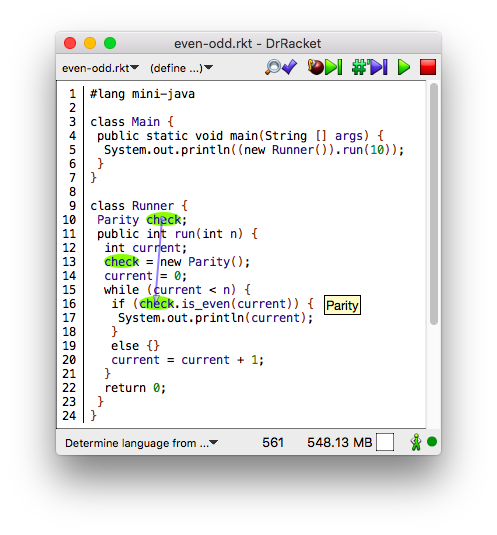 even-odd.rkt - DrRacket
even-odd.rkt (define ...)
1 #lang mini-java
2
3 class Main {
4 public static void main(String [] args) {
5 System.out.println((new Runner()).run(10));
6 }
7 }
8
9 class Runner {
10 Parity check;
11 public int run(int n) {
12 int current;
13 check = new Parity();
14 current = 0;
15 while (current < n) {
16 if (check.is_even(current)) { Parity
17 System.out.println(current);
18 }
19 else {}
20 current = current + 1;
21 }
22 return 0;
23 }
24 }
Determine language from ... 561 548.13 MB